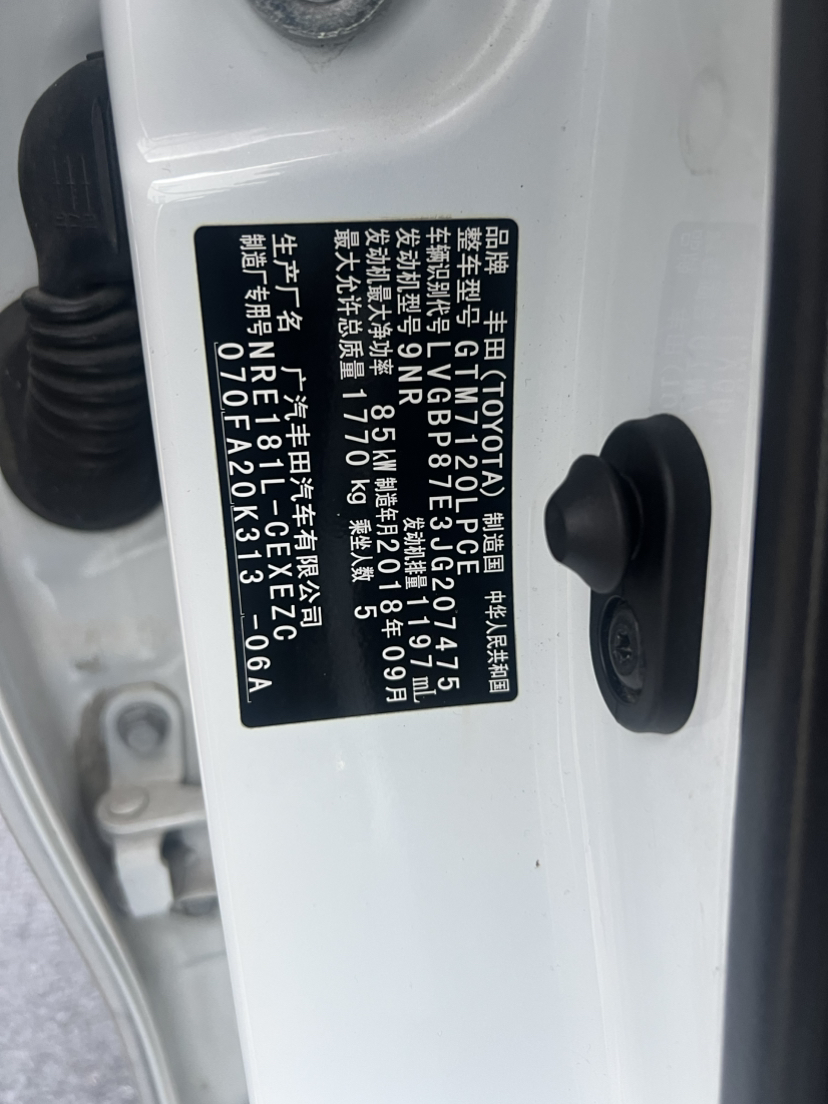 品牌 丰田(TOYOTA) 制造国 中华人民共和国
整车型号 GTM7120LPCE
车辆识别代号 LVGBP87E3JG207475
发动机型号 9NR 发动机排量 1197 mL
发动机最大净功率 85kW 制造年月 2018年09月
最大允许总质量 1770 kg 乘坐人数 5
生产厂名 广汽丰田汽车有限公司
制造厂专用号 NRE181L-CEXEZC
070FA20K313 -06A